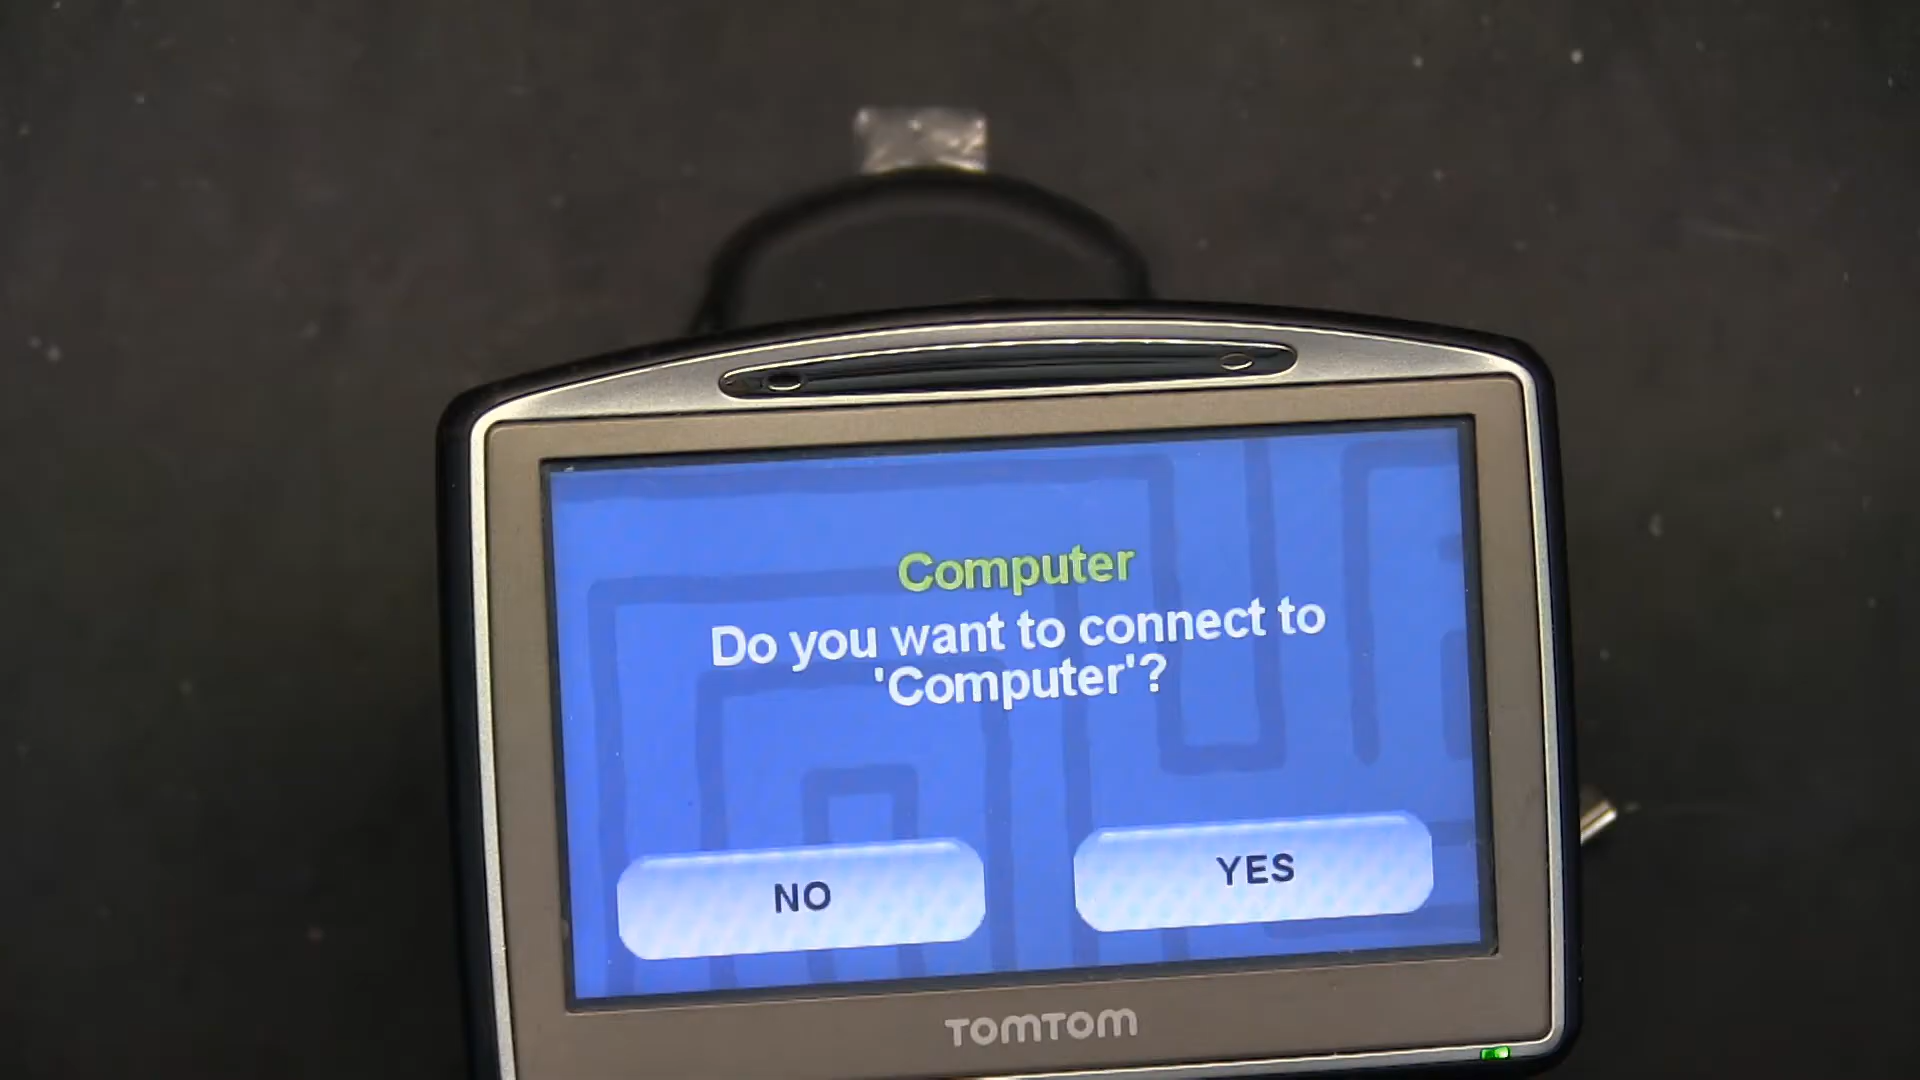 Computer
Do you want to connect to
'Computer'?
NO
YES
TOMTOM